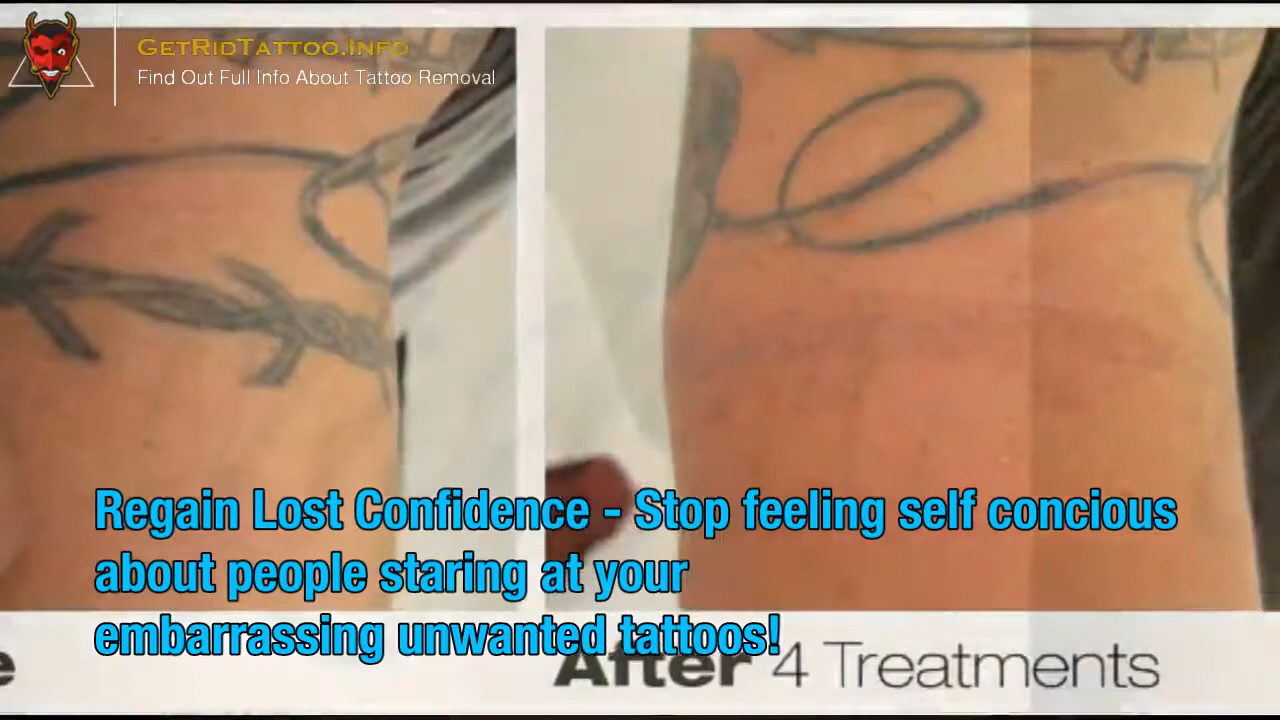 GetRidTattoo.Info
Find Out Full Info About Tattoo Removal
Regain Lost Confidence - Stop feeling self concious
about people staring at your
embarrassing unwanted tattoos!
e
After 4 Treatments